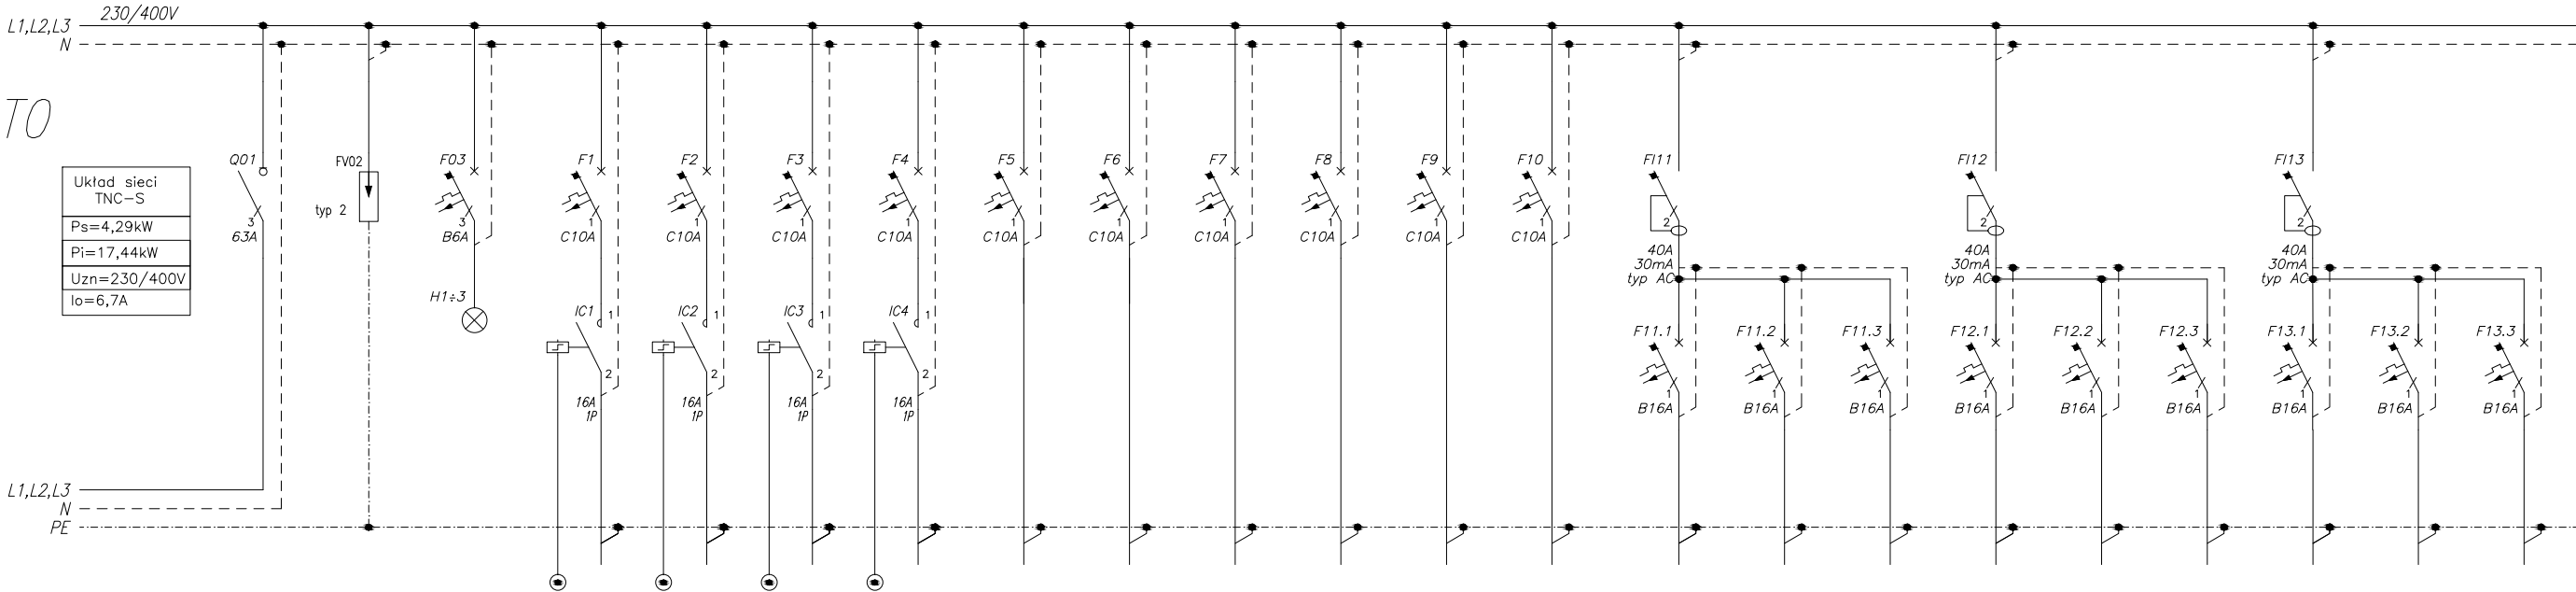 230/400V
L1,L2,L3
N
TO
Układ sieci
TNC-S
Ps=4,29kW
Pi=17,44kW
Uzn=230/400V
Io=6,7A
Q01
3
63A
FV02
typ 2
F03
3
B6A
H1÷3
F1
1
C10A
F2
1
C10A
F3
1
C10A
F4
1
C10A
F5
1
C10A
F6
1
C10A
F7
1
C10A
F8
1
C10A
F9
1
C10A
F10
1
C10A
IC1
1
2
16A
1P
IC2
1
2
16A
1P
IC3
1
2
16A
1P
IC4
1
2
16A
1P
FI11
2
40A
30mA
typ AC
F11.1
1
B16A
F11.2
1
B16A
F11.3
1
B16A
FI12
2
40A
30mA
typ AC
F12.1
1
B16A
F12.2
1
B16A
F12.3
1
B16A
FI13
2
40A
30mA
typ AC
F13.1
1
B16A
F13.2
1
B16A
F13.3
1
B16A
L1,L2,L3
N
PE